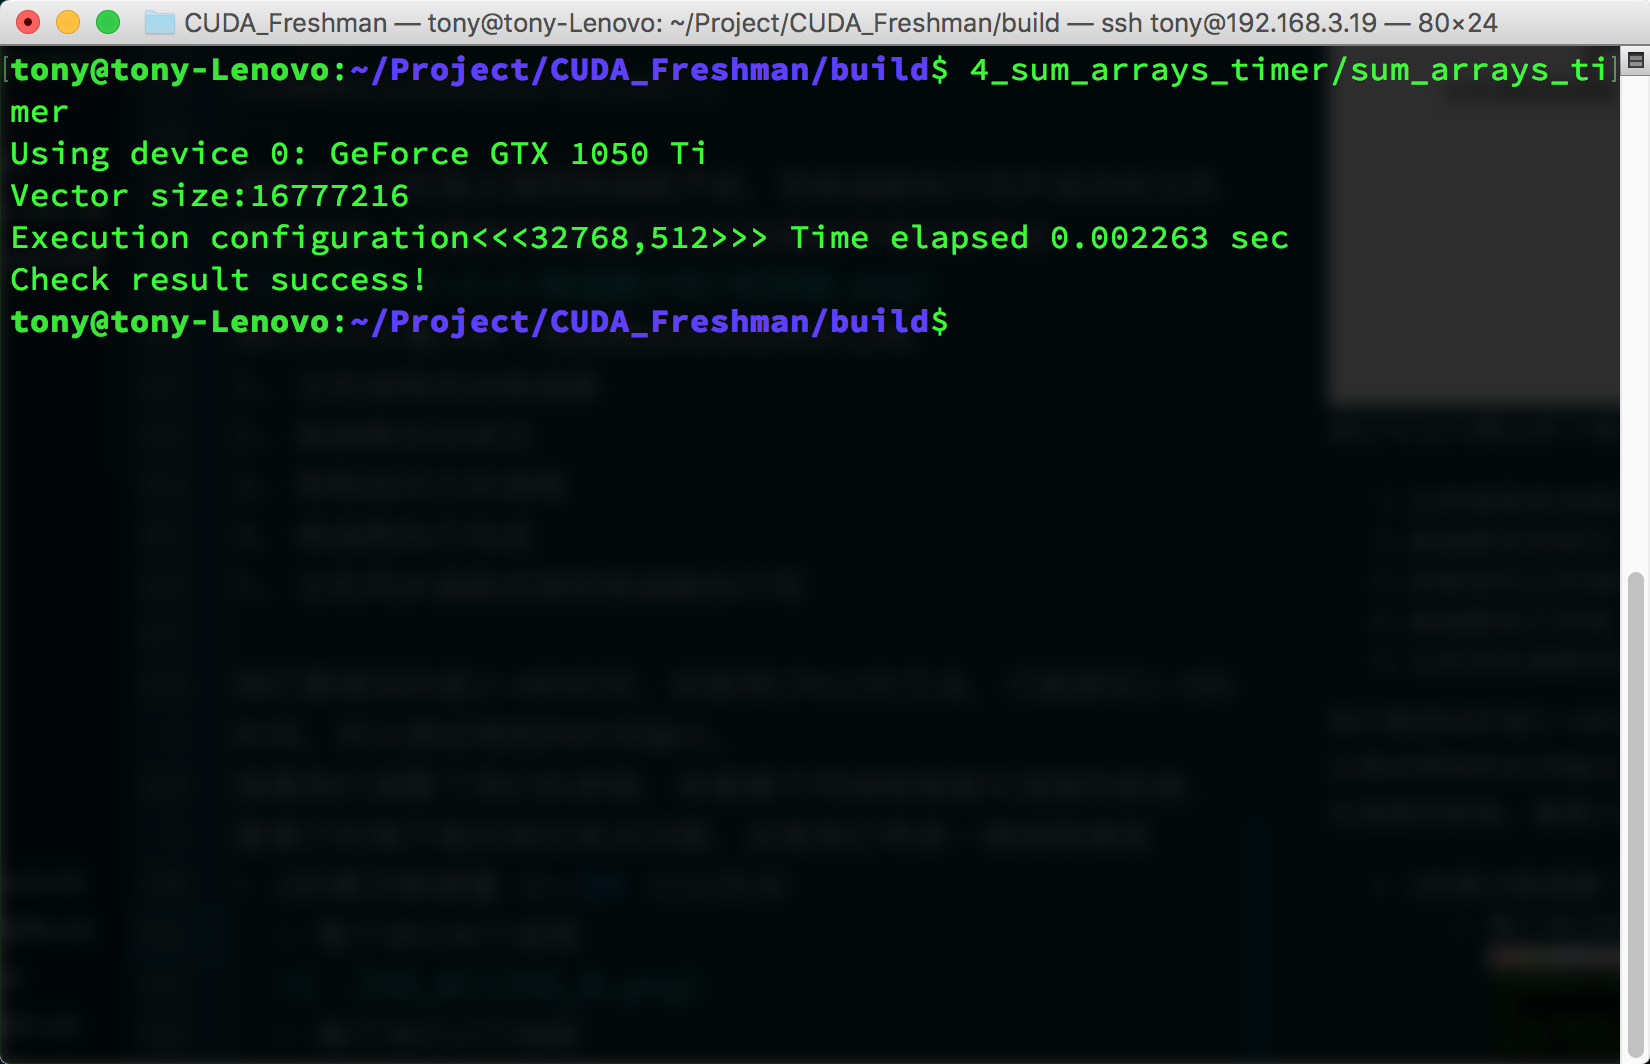 CUDA_Freshman — tony@tony-Lenovo: ~/Project/CUDA_Freshman/build — ssh tony@192.168.3.19 — 80×24
tony@tony-Lenovo:~/Project/CUDA_Freshman/build$ 4_sum_arrays_timer/sum_arrays_ti
mer
Using device 0: GeForce GTX 1050 Ti
Vector size:16777216
Execution configuration<<<32768,512>>> Time elapsed 0.002263 sec
Check result success!
tony@tony-Lenovo:~/Project/CUDA_Freshman/build$